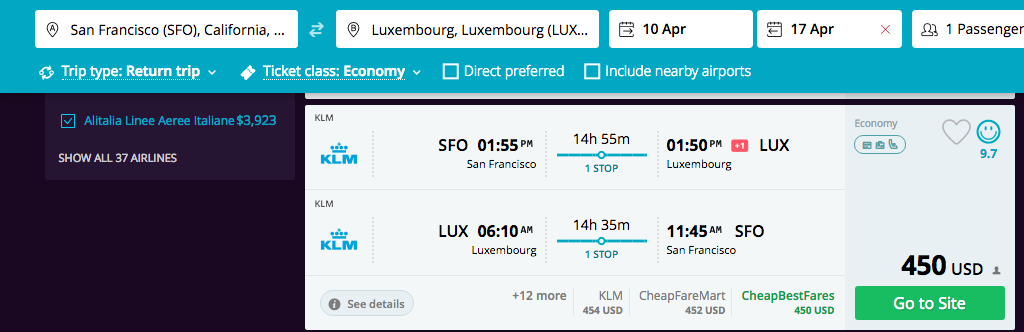 A San Francisco (SFO), California, ...
B Luxembourg, Luxembourg (LUX...
10 Apr
17 Apr
1 Passenger
Trip type: Return trip
Ticket class: Economy
Direct preferred
Include nearby airports
Alitalia Linee Aeree Italiane $3,923
SHOW ALL 37 AIRLINES
KLM
KLM
SFO 01:55 PM
San Francisco
14h 55m
1 STOP
01:50 PM +1 LUX
Luxembourg
KLM
KLM
LUX 06:10 AM
Luxembourg
14h 35m
1 STOP
11:45 AM SFO
San Francisco
See details
+12 more
KLM
454 USD
CheapFareMart
452 USD
CheapBestFares
450 USD
Economy
9.7
450 USD
Go to Site